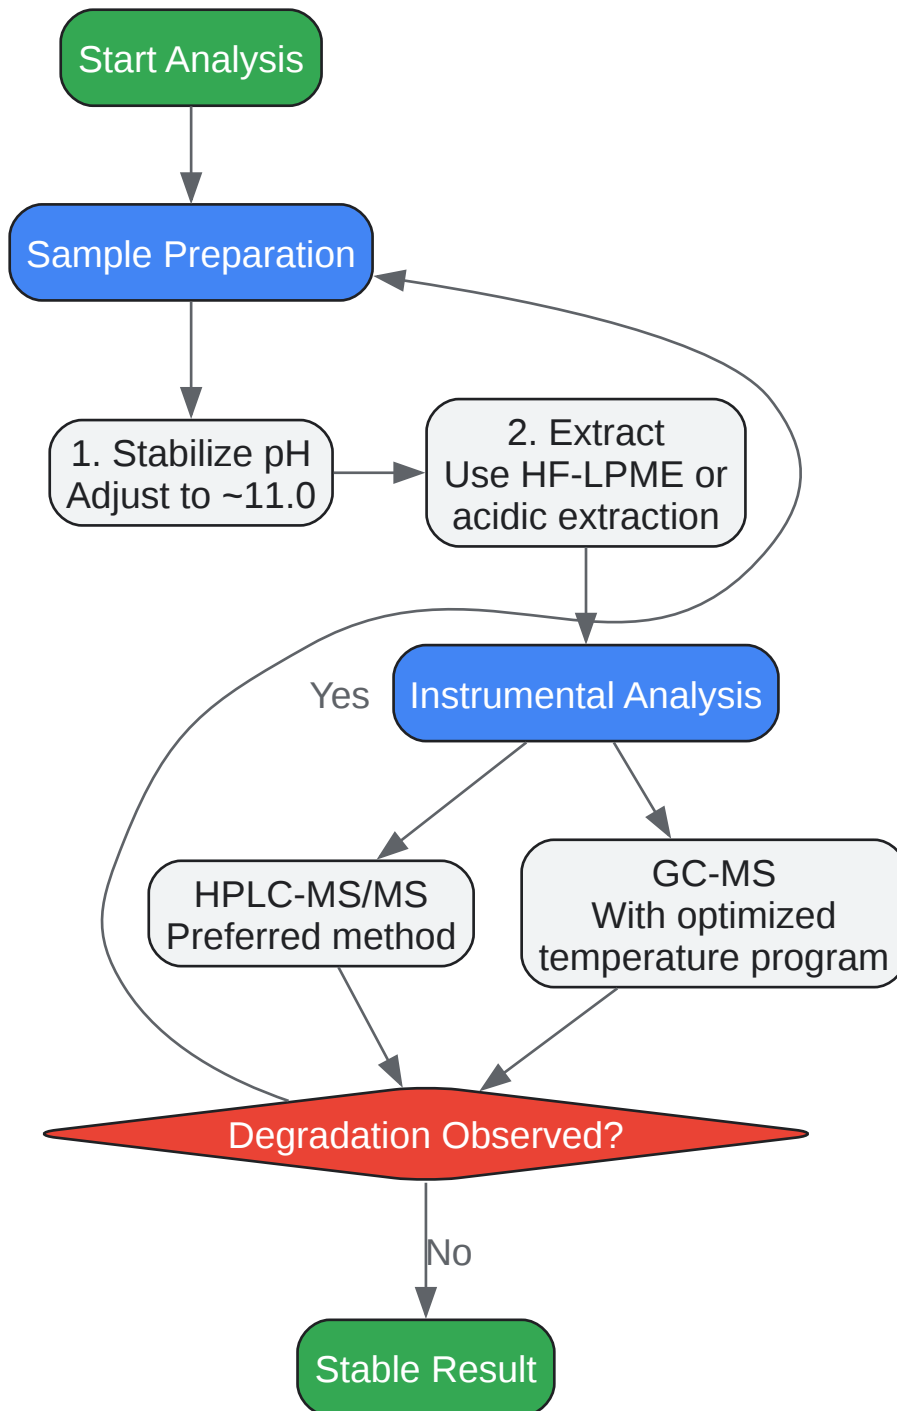 Start Analysis
Sample Preparation
1. Stabilize pH
Adjust to ~11.0
2. Extract
Use HF-LPME or
acidic extraction
Yes
Instrumental Analysis
HPLC-MS/MS
Preferred method
GC-MS
With optimized
temperature program
Degradation Observed?
No
Stable Result